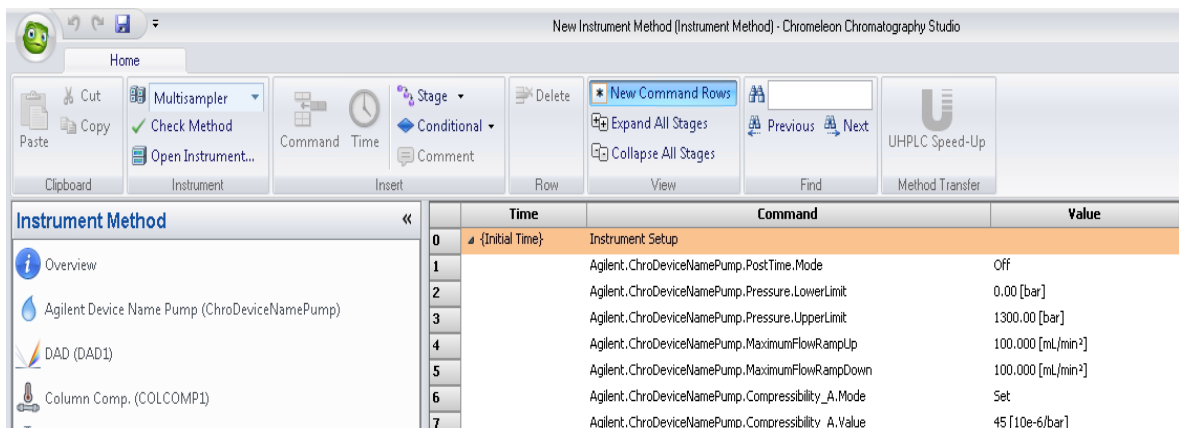 New Instrument Method (Instrument Method) - Chromeleon Chromatography Studio
Home
Paste
Cut
Copy
Clipboard
Multisampler
Check Method
Open Instrument...
Instrument
Command
Time
Stage
Conditional
Comment
Insert
Delete
Row
New Command Rows
Expand All Stages
Collapse All Stages
View
Previous Next
Find
UHPLC Speed-Up
Method Transfer
Instrument Method «
Overview
Agilent Device Name Pump (ChroDeviceNamePump)
DAD (DAD1)
Column Comp. (COLCOMP1)
Time Command Value
0 {Initial Time} Instrument Setup
1 Agilent.ChroDeviceNamePump.PostTime.Mode Off
2 Agilent.ChroDeviceNamePump.Pressure.LowerLimit 0.00 [bar]
3 Agilent.ChroDeviceNamePump.Pressure.UpperLimit 1300.00 [bar]
4 Agilent.ChroDeviceNamePump.MaximumFlowRampUp 100.000 [mL/min²]
5 Agilent.ChroDeviceNamePump.MaximumFlowRampDown 100.000 [mL/min²]
6 Agilent.ChroDeviceNamePump.Compressibility_A.Mode Set
7 Agilent.ChroDeviceNamePump.Compressibility_A.Value 45 [10e-6/bar]